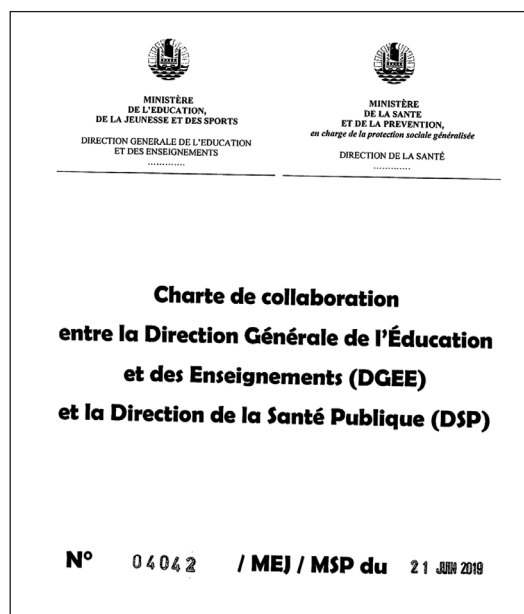 MINISTÈRE
DE L'EDUCATION,
DE LA JEUNESSE ET DES SPORTS
DIRECTION GENERALE DE L'EDUCATION
ET DES ENSEIGNEMENTS
.............
MINISTÈRE
DE LA SANTE
ET DE LA PREVENTION,
en charge de la protection sociale généralisée
DIRECTION DE LA SANTÉ
.............
Charte de collaboration
entre la Direction Générale de l'Éducation
et des Enseignements (DGEE)
et la Direction de la Santé Publique (DSP)
N° 04042 / MEJ / MSP du 21 JUIN 2019